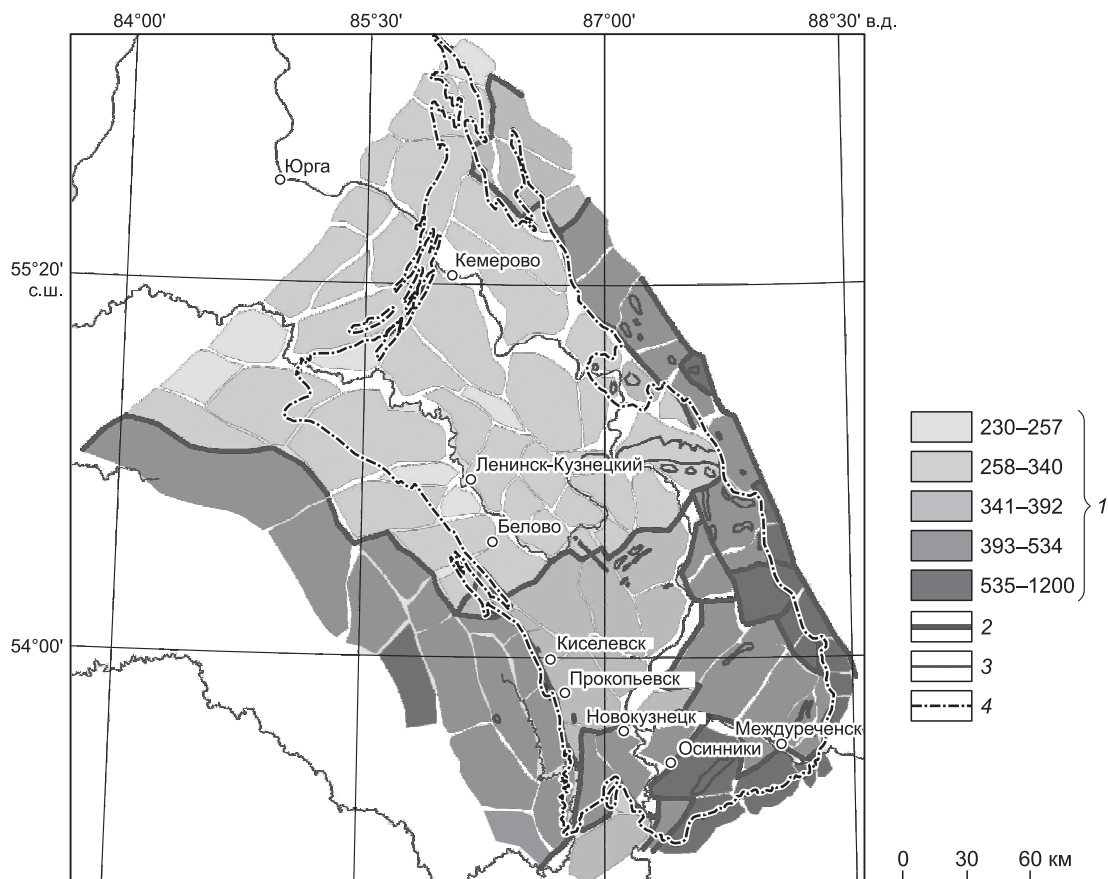 84°00'
85°30'
87°00'
88°30' в.д.
Юрга
55°20'
с.ш.
Кемерово
Ленинск-Кузнецкий
Белово
54°00'
Киселевск
Прокопьевск
Новокузнецк
Междуреченск
Осинники
230–257
258–340
341–392
393–534
535–1200
1
2
3
4
0 30 60 км